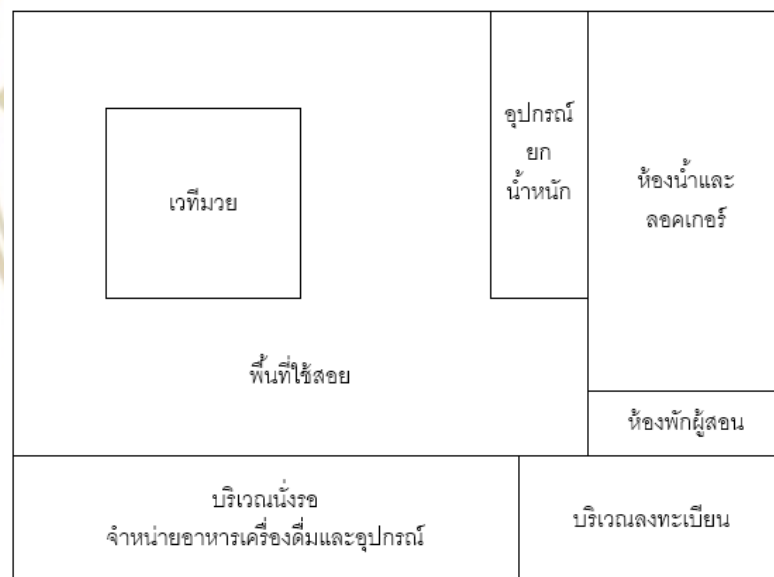 อุปกรณ์
ยก
น้ำหนัก
เวทีมวย
ห้องน้ำและ
ลอคเกอร์
พื้นที่ใช้สอย
ห้องพักผู้สอน
บริเวณนั่งรอ
จำหน่ายอาหารเครื่องดื่มและอุปกรณ์
บริเวณลงทะเบียน